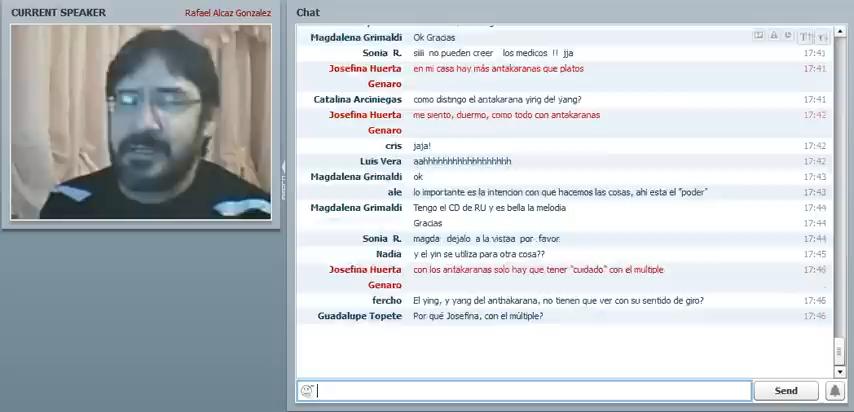 CURRENT SPEAKER
Rafael Alcaz Gonzalez
Chat
Magdalena Grimaldi Ok Gracias
Sonia R. siiii no pueden creer los medicos !! jja 17:41
Josefina Huerta en mi casa hay más antakaranas que platos 17:41
Genaro
Catalina Arciniegas como distingo el antakarana yirig del yang? 17:41
Josefina Huerta me siento, duermo, como todo con antakaranas 17:42
Genaro
cris jaja! 17:42
Luis Vera aahhhhhhhhhhhhhhhhhh 17:42
Magdalena Grimaldi ok 17:43
ale lo importante es la intencion con que hacemos las cosas, ahi esta el "poder" 17:43
Magdalena Grimaldi Tengo el CD de RU y es bella la melodia 17:44
Gracias 17:44
Sonia R. magda dejalo a la vistaa por favor 17:44
Nadia y el yin se utiliza para otra cosa?? 17:45
Josefina Huerta con los antakaranas solo hay que tener "cuidado" con el multiple 17:46
Genaro
fercho El ying, y yang del anthakarana, no tienen que ver con su sentido de giro? 17:46
Guadalupe Topete Por qué Josefina, con el múltiple? 17:46
Send